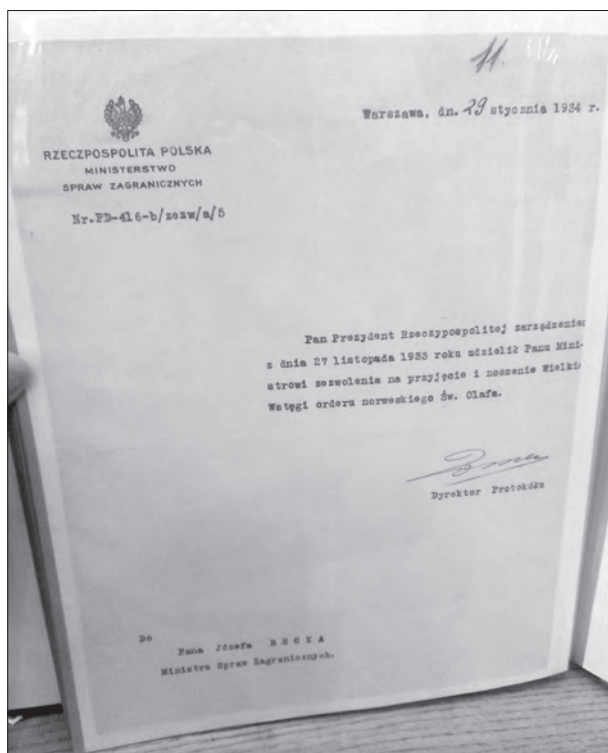 11.
Warszawa, dn. 29 stycznia 1934 r.
RZECZPOSPOLITA POLSKA
MINISTERSTWO
SPRAW ZAGRANICZNYCH
Nr.PD-416-b/zezw/a/5
Pan Prezydent Rzeczypospolitej zarządzeniem
z dnia 27 listopada 1933 roku udzielił Panu Mini-
strowi zezwolenia na przyjęcie i noszenie Wielkie
Wstęgi orderu norweskiego Św. Olafa.
Dyrektor Protokółu
Do
Pana Józefa BECKA
Ministra Spraw Zagranicznych.